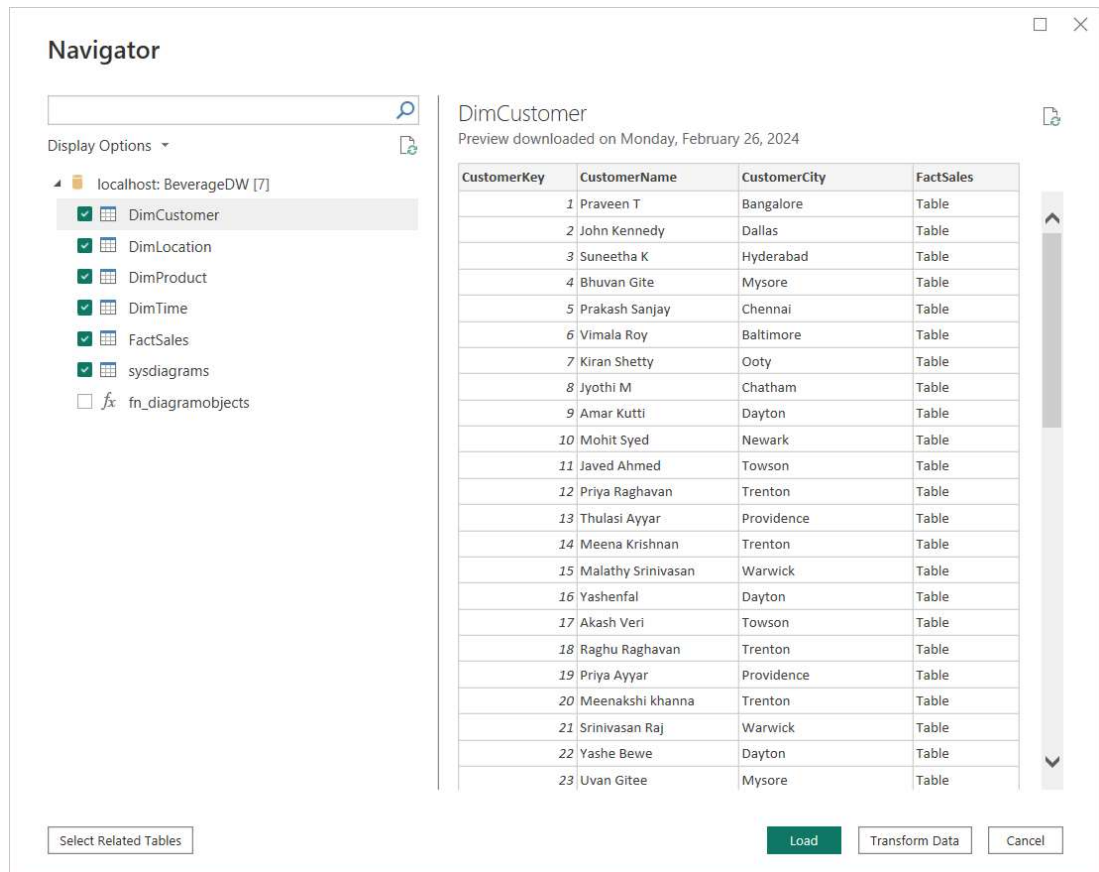 Navigator
Display Options
localhost: BeverageDW [7]
DimCustomer
DimLocation
DimProduct
DimTime
FactSales
sysdiagrams
fx fn_diagramobjects
DimCustomer
Preview downloaded on Monday, February 26, 2024
CustomerKey CustomerName CustomerCity FactSales
1 Praveen T Bangalore Table
2 John Kennedy Dallas Table
3 Suneetha K Hyderabad Table
4 Bhuvan Gite Mysore Table
5 Prakash Sanjay Chennai Table
6 Vimala Roy Baltimore Table
7 Kiran Shetty Ooty Table
8 Jyothi M Chatham Table
9 Amar Kutti Dayton Table
10 Mohit Syed Newark Table
11 Javed Ahmed Towson Table
12 Priya Raghavan Trenton Table
13 Thulasi Ayyar Providence Table
14 Meena Krishnan Trenton Table
15 Malathy Srinivasan Warwick Table
16 Yashenfal Dayton Table
17 Akash Veri Towson Table
18 Raghu Raghavan Trenton Table
19 Priya Ayyar Providence Table
20 Meenakshi khanna Trenton Table
21 Srinivasan Raj Warwick Table
22 Yashe Bewe Dayton Table
23 Uvan Gitee Mysore Table
Select Related Tables
Load Transform Data Cancel